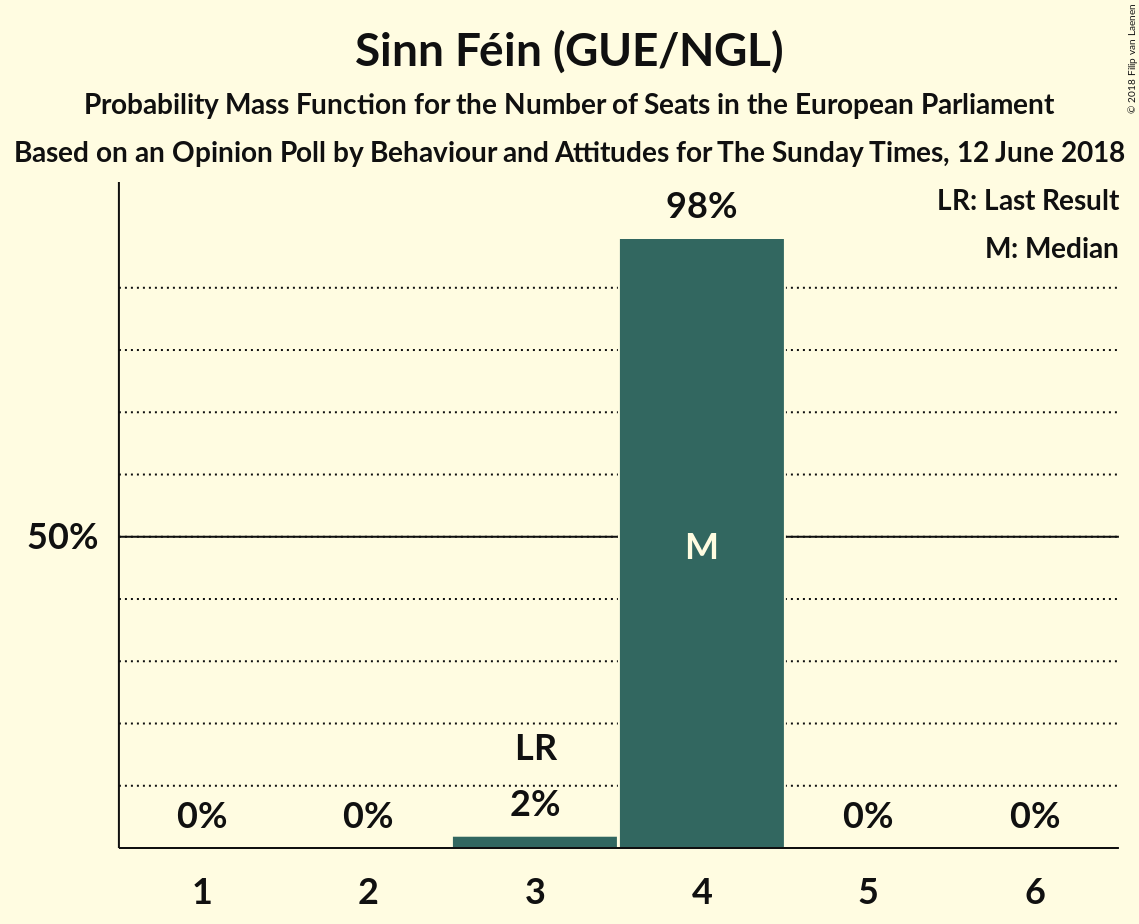 Sinn Féin (GUE/NGL)
Probability Mass Function for the Number of Seats in the European Parliament
Based on an Opinion Poll by Behaviour and Attitudes for The Sunday Times, 12 June 2018
© 2018 Filip van Laenen
LR: Last Result
M: Median
98%
50%
M
LR
0%
0%
2%
0%
0%
1
2
3
4
5
6